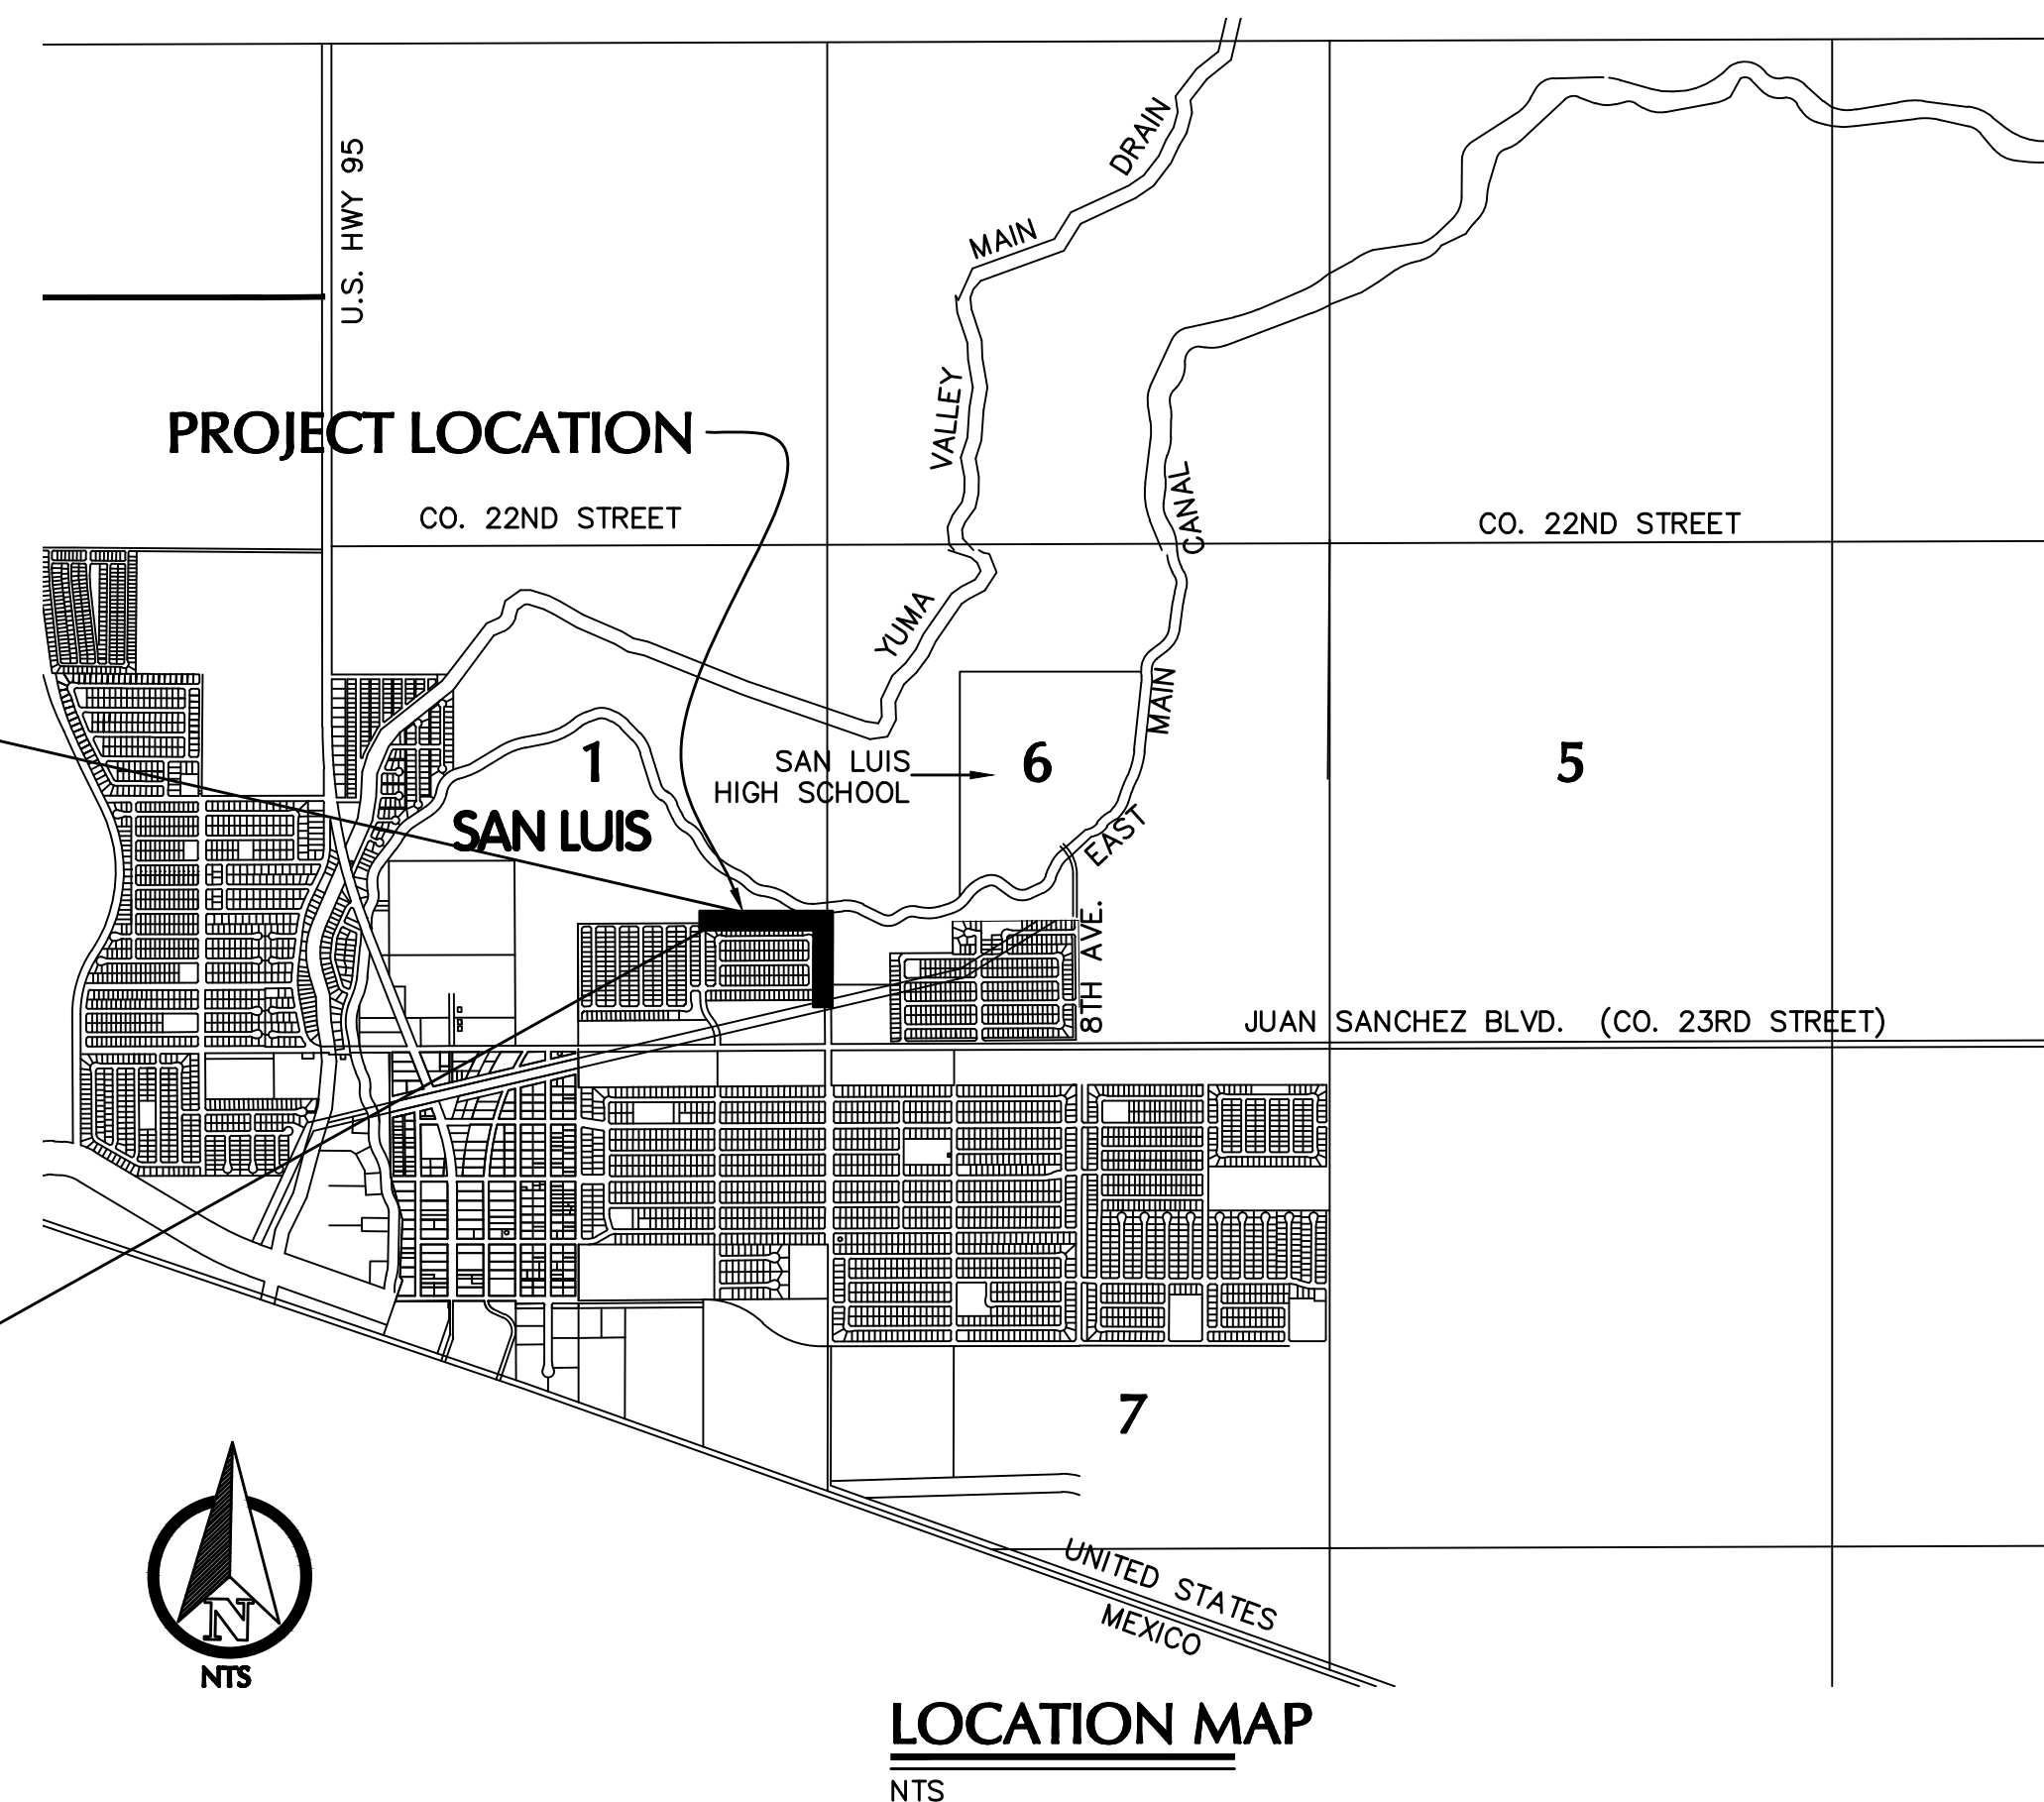 DRAIN
MAIN
U.S. HWY 95
VALLEY
PROJECT LOCATION
CANAL
CO. 22ND STREET
CO. 22ND STREET
YUMA
MAIN
1
SAN LUIS
HIGH SCHOOL
6
5
SAN LUIS
EAST
8TH AVE.
JUAN SANCHEZ BLVD. (CO. 23RD STREET)
7
UNITED STATES
MEXICO
N
NTS
LOCATION MAP
NTS